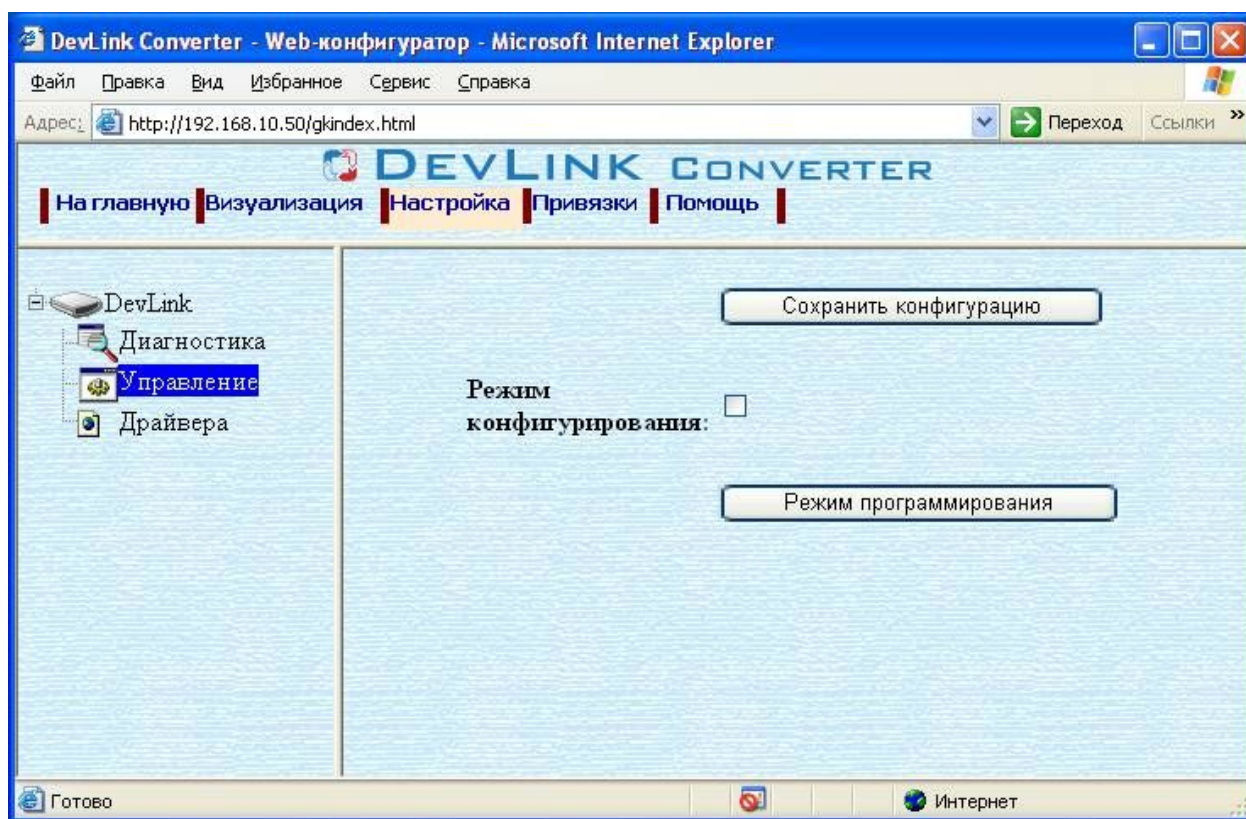 DevLink Converter - Web-конфигуратор - Microsoft Internet Explorer
Файл Правка Вид Избранное Сервис Справка
Адрес: http://192.168.10.50/gkindex.html Переход Ссылки »
DEVLINK CONVERTER
На главную Визуализация Настройка Привязки Помощь
DevLink
Диагностика
Управление
Драйвера
Сохранить конфигурацию
Режим
конфигурирования:
Режим программирования
Готово Интернет